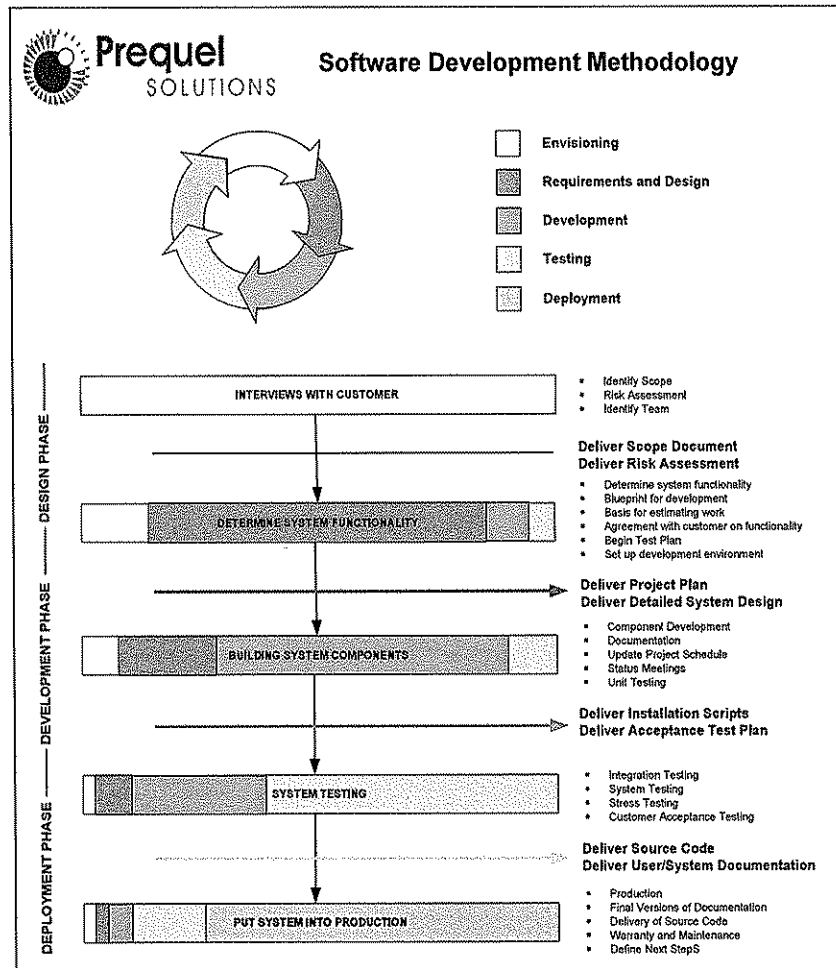 Prequel
SOLUTIONS
Software Development Methodology
Envisioning
Requirements and Design
Development
Testing
Deployment
DESIGN PHASE
DEVELOPMENT PHASE
DEPLOYMENT PHASE
INTERVIEWS WITH CUSTOMER
Identify Scope
Risk Assessment
Identify Team
Deliver Scope Document
Deliver Risk Assessment
DETERMINE SYSTEM FUNCTIONALITY
Determine system functionality
Blueprint for development
Basis for estimating work
Agreement with customer on functionality
Begin Test Plan
Set up development environment
Deliver Project Plan
Deliver Detailed System Design
BUILDING SYSTEM COMPONENTS
Component Development
Documentation
Update Project Schedule
Status Meetings
Unit Testing
Deliver Installation Scripts
Deliver Acceptance Test Plan
SYSTEM TESTING
Integration Testing
System Testing
Stress Testing
Customer Acceptance Testing
Deliver Source Code
Deliver User/System Documentation
PUT SYSTEM INTO PRODUCTION
Production
Final Versions of Documentation
Delivery of Source Code
Warranty and Maintenance
Define Next StepS